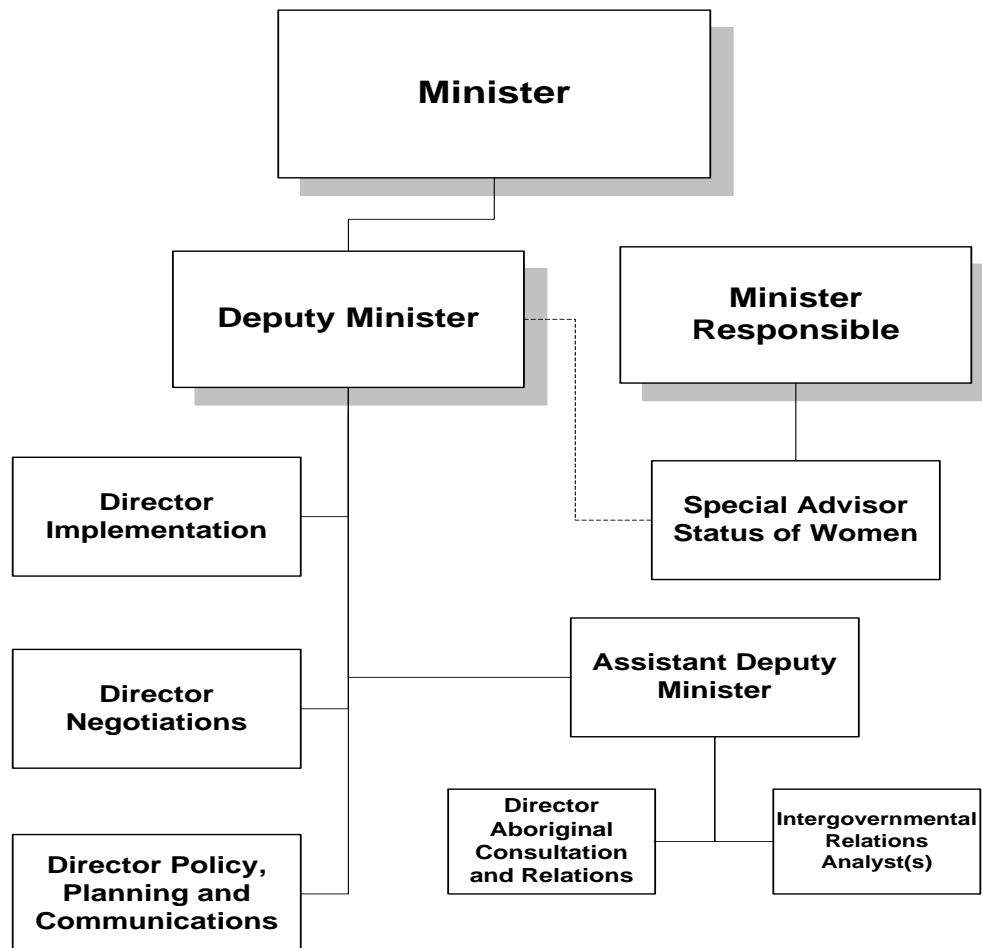 Minister
Deputy Minister
Minister
Responsible
Director
Implementation
Special Advisor
Status of Women
Assistant Deputy
Minister
Director
Negotiations
Director
Aboriginal
Consultation
and Relations
Intergovernmental
Relations
Analyst(s)
Director Policy,
Planning and
Communications